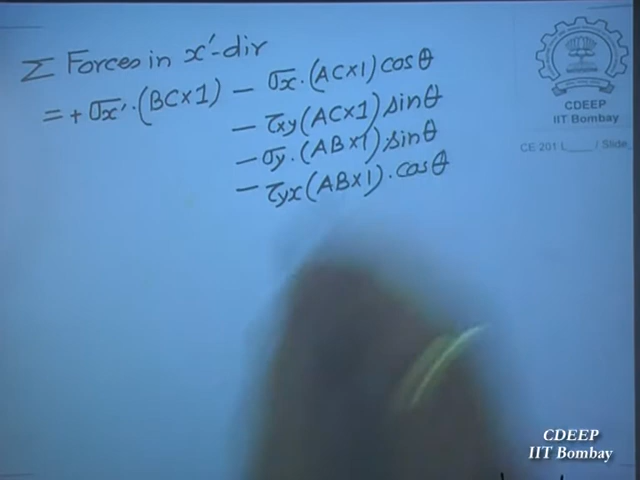 Σ Forces in x'-dir
= + σx'.(BC×1) - σx.(AC×1)cosθ
- τxy(AC×1)sinθ
- σy.(AB×1)sinθ
- τyx(AB×1).cosθ
CDEEP
IIT Bombay
CE 201 L____ / Slide
CDEEP
IIT Bombay